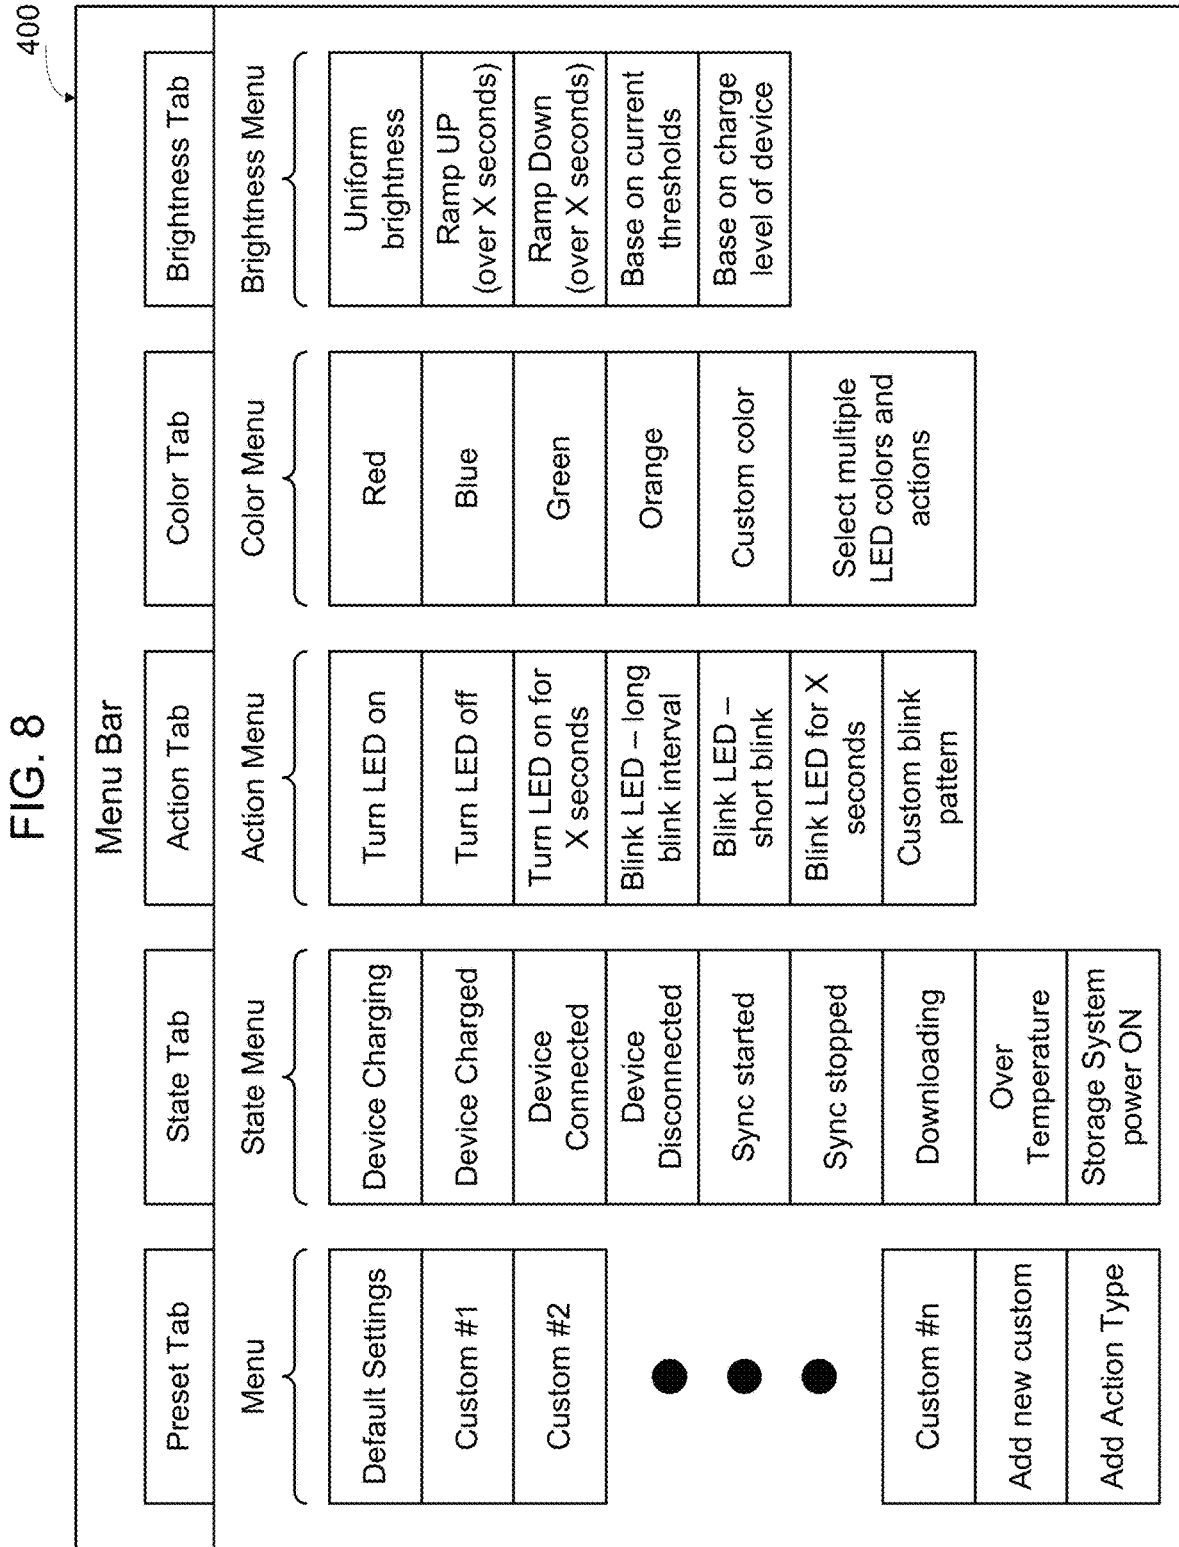 FIG. 8
400
Menu Bar
Preset Tab
State Tab
Action Tab
Color Tab
Brightness Tab
Menu
Default Settings
Custom #1
Custom #2
Custom #n
Add new custom
Add Action Type
State Menu
Device Charging
Device Charged
Device
Connected
Device
Disconnected
Sync started
Sync stopped
Downloading
Over
Temperature
Storage System
power ON
Action Menu
Turn LED on
Turn LED off
Turn LED on for
X seconds
Blink LED – long
blink interval
Blink LED –
short blink
Blink LED for X
seconds
Custom blink
pattern
Color Menu
Red
Blue
Green
Orange
Custom color
Select multiple
LED colors and
actions
Brightness Menu
Uniform
brightness
Ramp UP
(over X seconds)
Ramp Down
(over X seconds)
Base on current
thresholds
Base on charge
level of device